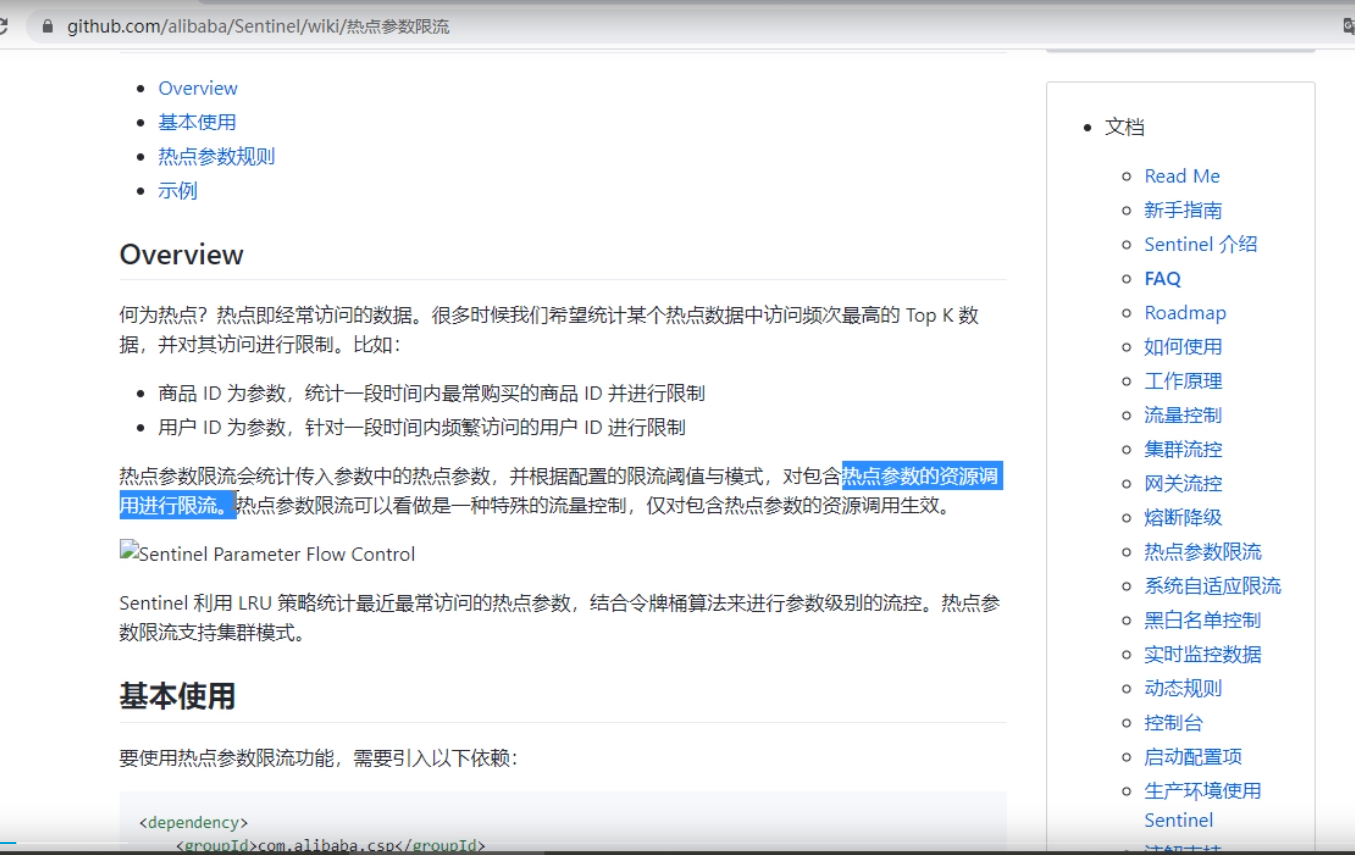 github.com/alibaba/Sentinel/wiki/热点参数限流
Overview
基本使用
热点参数规则
示例
Overview
何为热点？热点即经常访问的数据。很多时候我们希望统计某个热点数据中访问频次最高的 Top K 数
据，并对其访问进行限制。比如：
商品 ID 为参数，统计一段时间内最常购买的商品 ID 并进行限制
用户 ID 为参数，针对一段时间内频繁访问的用户 ID 进行限制
热点参数限流会统计传入参数中的热点参数，并根据配置的限流阈值与模式，对包含热点参数的资源调
用进行限流。热点参数限流可以看做是一种特殊的流量控制，仅对包含热点参数的资源调用生效。
Sentinel Parameter Flow Control
Sentinel 利用 LRU 策略统计最近最常访问的热点参数，结合令牌桶算法来进行参数级别的流控。热点参
数限流支持集群模式。
基本使用
要使用热点参数限流功能，需要引入以下依赖：
<dependency>
<groupId>com.alibaba.csp</groupId>
文档
Read Me
新手指南
Sentinel 介绍
FAQ
Roadmap
如何使用
工作原理
流量控制
集群流控
网关流控
熔断降级
热点参数限流
系统自适应限流
黑白名单控制
实时监控数据
动态规则
控制台
启动配置项
生产环境使用
Sentinel